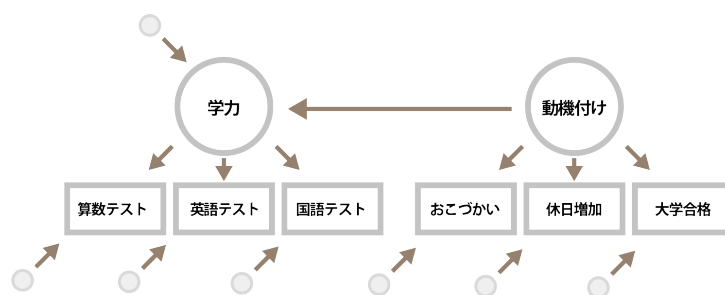 学力
動機付け
算数テスト
英語テスト
国語テスト
おこづかい
休日増加
大学合格